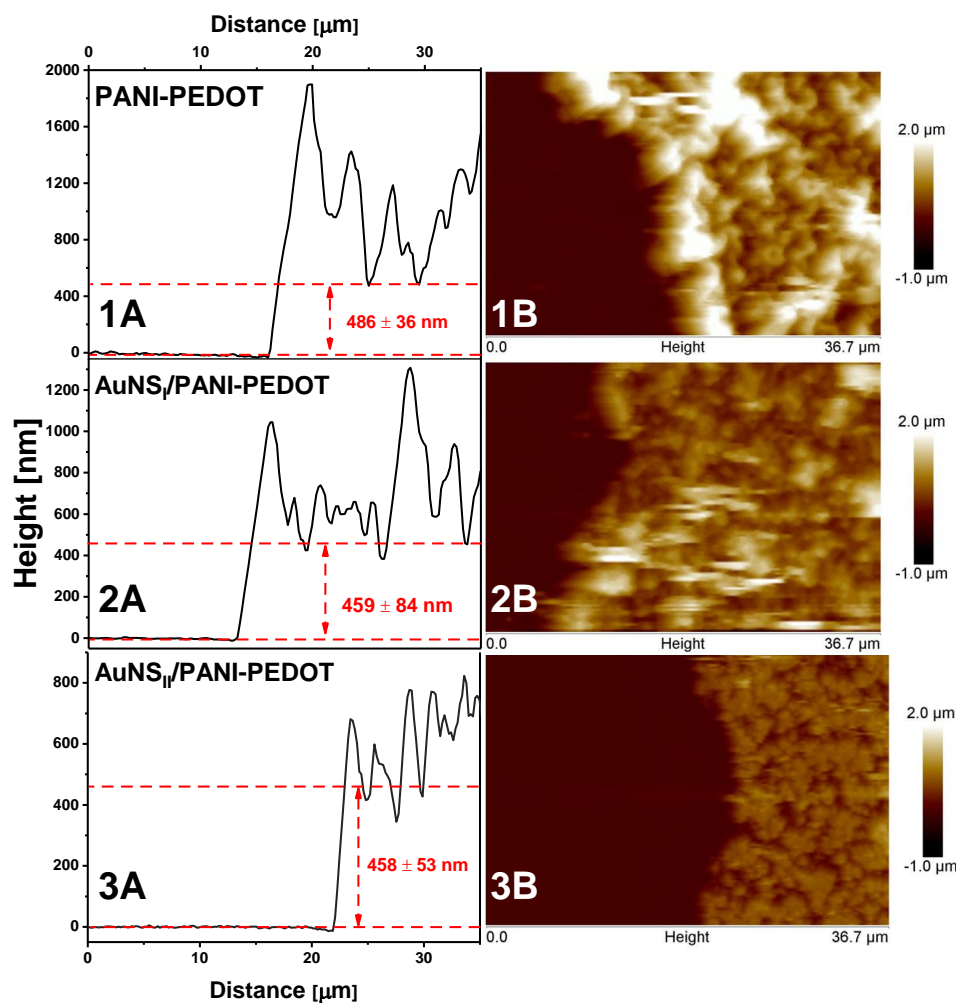 Distance [μm]
0 10 20 30
2000
1600
1200
800
400
0
PANI-PEDOT
1A
486 ± 36 nm
1B
2.0 μm
-1.0 μm
0.0 Height 36.7 μm
Height [nm]
1200
1000
800
600
400
200
0
AuNS_I/PANI-PEDOT
2A
459 ± 84 nm
2B
2.0 μm
-1.0 μm
0.0 Height 36.7 μm
800
600
400
200
0
AuNS_II/PANI-PEDOT
3A
458 ± 53 nm
3B
2.0 μm
-1.0 μm
0.0 Height 36.7 μm
0 10 20 30
Distance [μm]